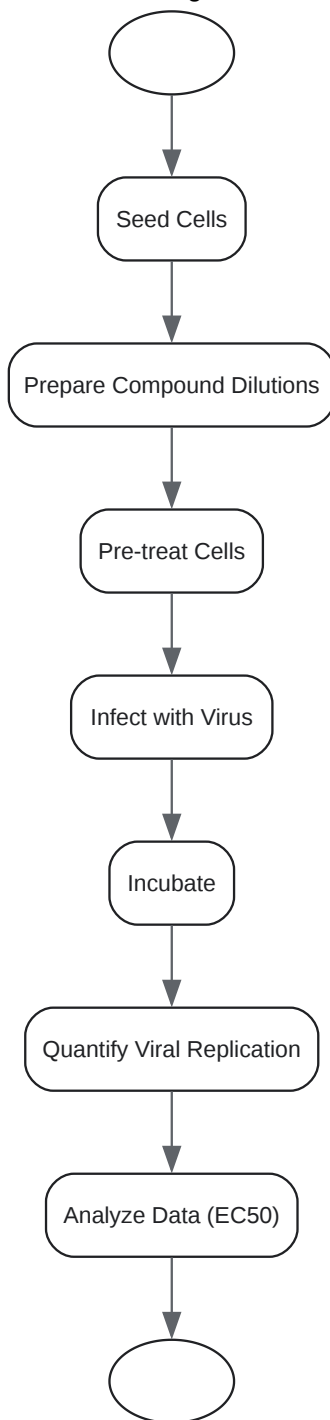 Seed Cells
Prepare Compound Dilutions
Pre-treat Cells
Infect with Virus
Incubate
Quantify Viral Replication
Analyze Data (EC50)